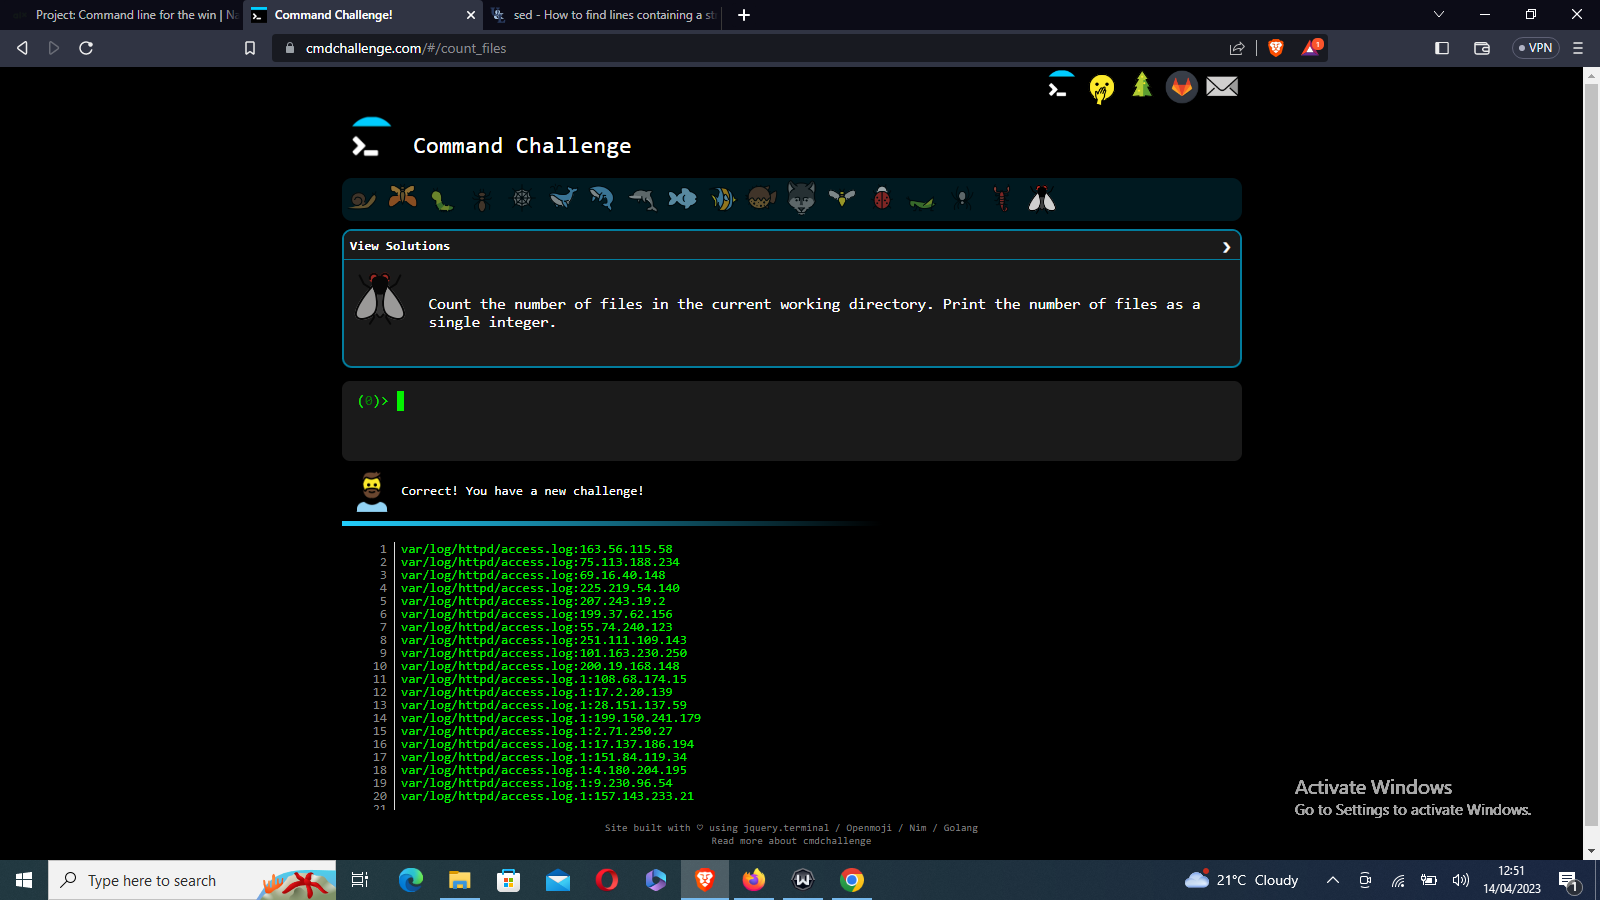 Project: Command line for the win | Na
Command Challenge!
sed - How to find lines containing a st
cmdchallenge.com/#/count_files
1
VPN
Command Challenge
View Solutions
Count the number of files in the current working directory. Print the number of files as a
single integer.
(0)>
Correct! You have a new challenge!
1 var/log/httpd/access.log:163.56.115.58
2 var/log/httpd/access.log:75.113.188.234
3 var/log/httpd/access.log:69.16.40.148
4 var/log/httpd/access.log:225.219.54.140
5 var/log/httpd/access.log:207.243.19.2
6 var/log/httpd/access.log:199.37.62.156
7 var/log/httpd/access.log:55.74.240.123
8 var/log/httpd/access.log:251.111.109.143
9 var/log/httpd/access.log:101.163.230.250
10 var/log/httpd/access.log:200.19.168.148
11 var/log/httpd/access.log.1:108.68.174.15
12 var/log/httpd/access.log.1:17.2.20.139
13 var/log/httpd/access.log.1:28.151.137.59
14 var/log/httpd/access.log.1:199.150.241.179
15 var/log/httpd/access.log.1:2.71.250.27
16 var/log/httpd/access.log.1:17.137.186.194
17 var/log/httpd/access.log.1:151.84.119.34
18 var/log/httpd/access.log.1:4.180.204.195
19 var/log/httpd/access.log.1:9.230.96.54
20 var/log/httpd/access.log.1:157.143.233.21
21
Activate Windows
Go to Settings to activate Windows.
Site built with ♡ using jquery.terminal / Openmoji / Nim / Golang
Read more about cmdchallenge
Type here to search
21°C Cloudy
12:51
14/04/2023
1